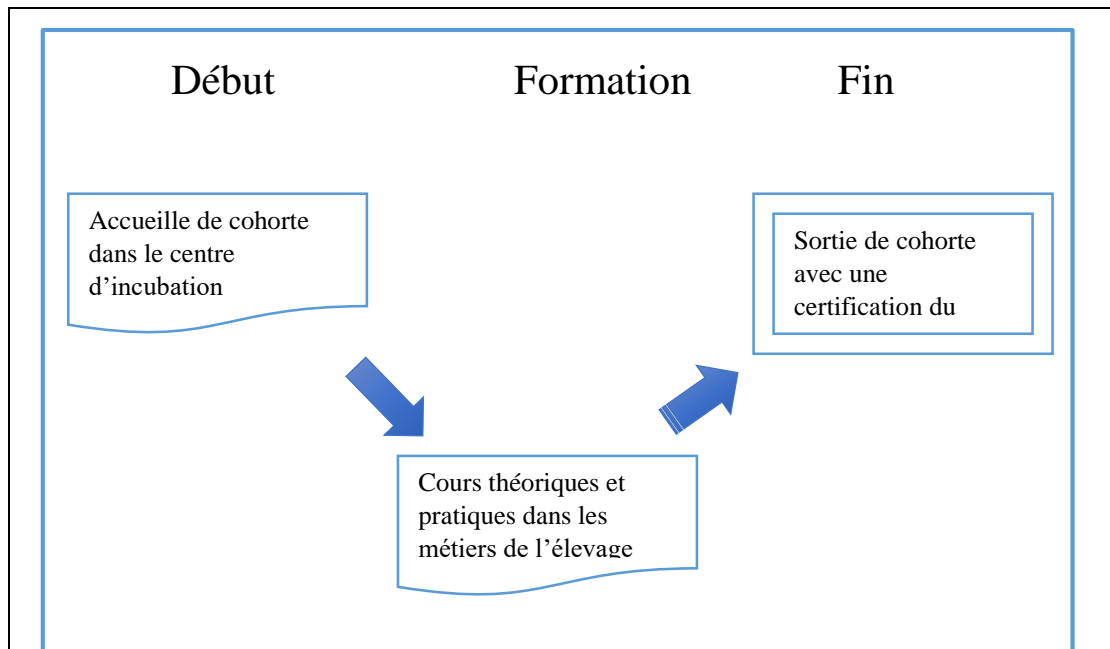 Début Formation Fin
Accueille de cohorte
dans le centre
d’incubation
Sortie de cohorte
avec une
certification du
Cours théoriques et
pratiques dans les
métiers de l’élevage